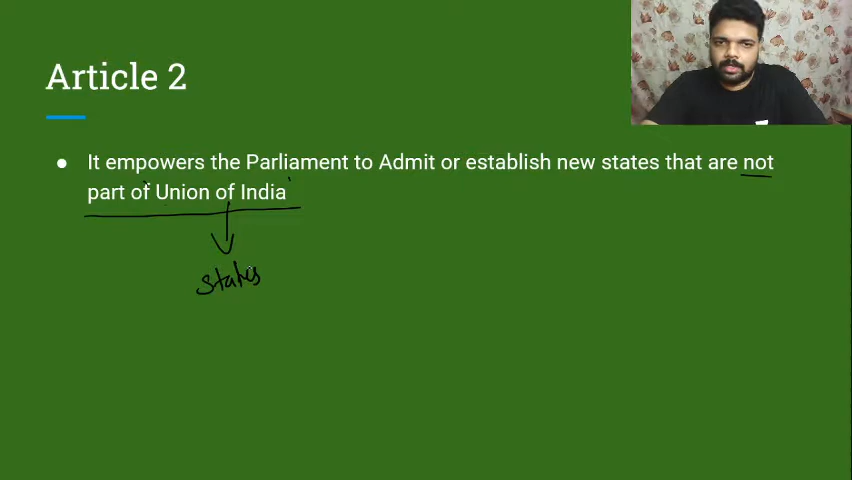 Article 2
● It empowers the Parliament to Admit or establish new states that are not
part of Union of India
states